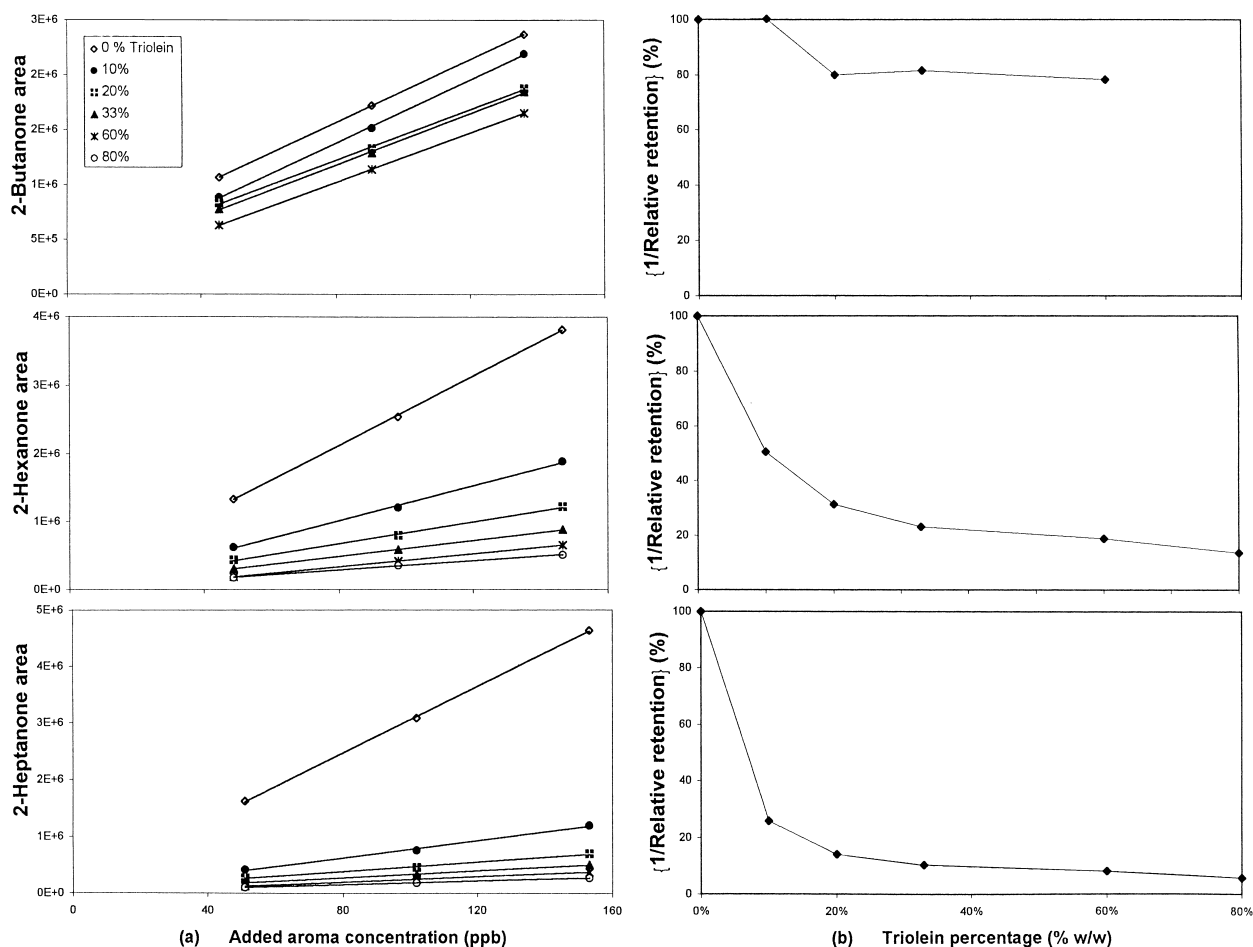 2-Butanone area
3E+6
2E+6
2E+6
1E+6
5E+5
0E+0
0 % Triolein
10%
20%
33%
60%
80%
{1/Relative retention} (%)
100
80
60
40
20
0
2-Hexanone area
4E+6
3E+6
2E+6
1E+6
0E+0
{1/Relative retention} (%)
100
80
60
40
20
0
2-Heptanone area
5E+6
4E+6
3E+6
2E+6
1E+6
0E+0
0 40 80 120 160
(a) Added aroma concentration (ppb)
{1/Relative retention} (%)
100
80
60
40
20
0
0% 20% 40% 60% 80%
(b) Triolein percentage (% w/w)